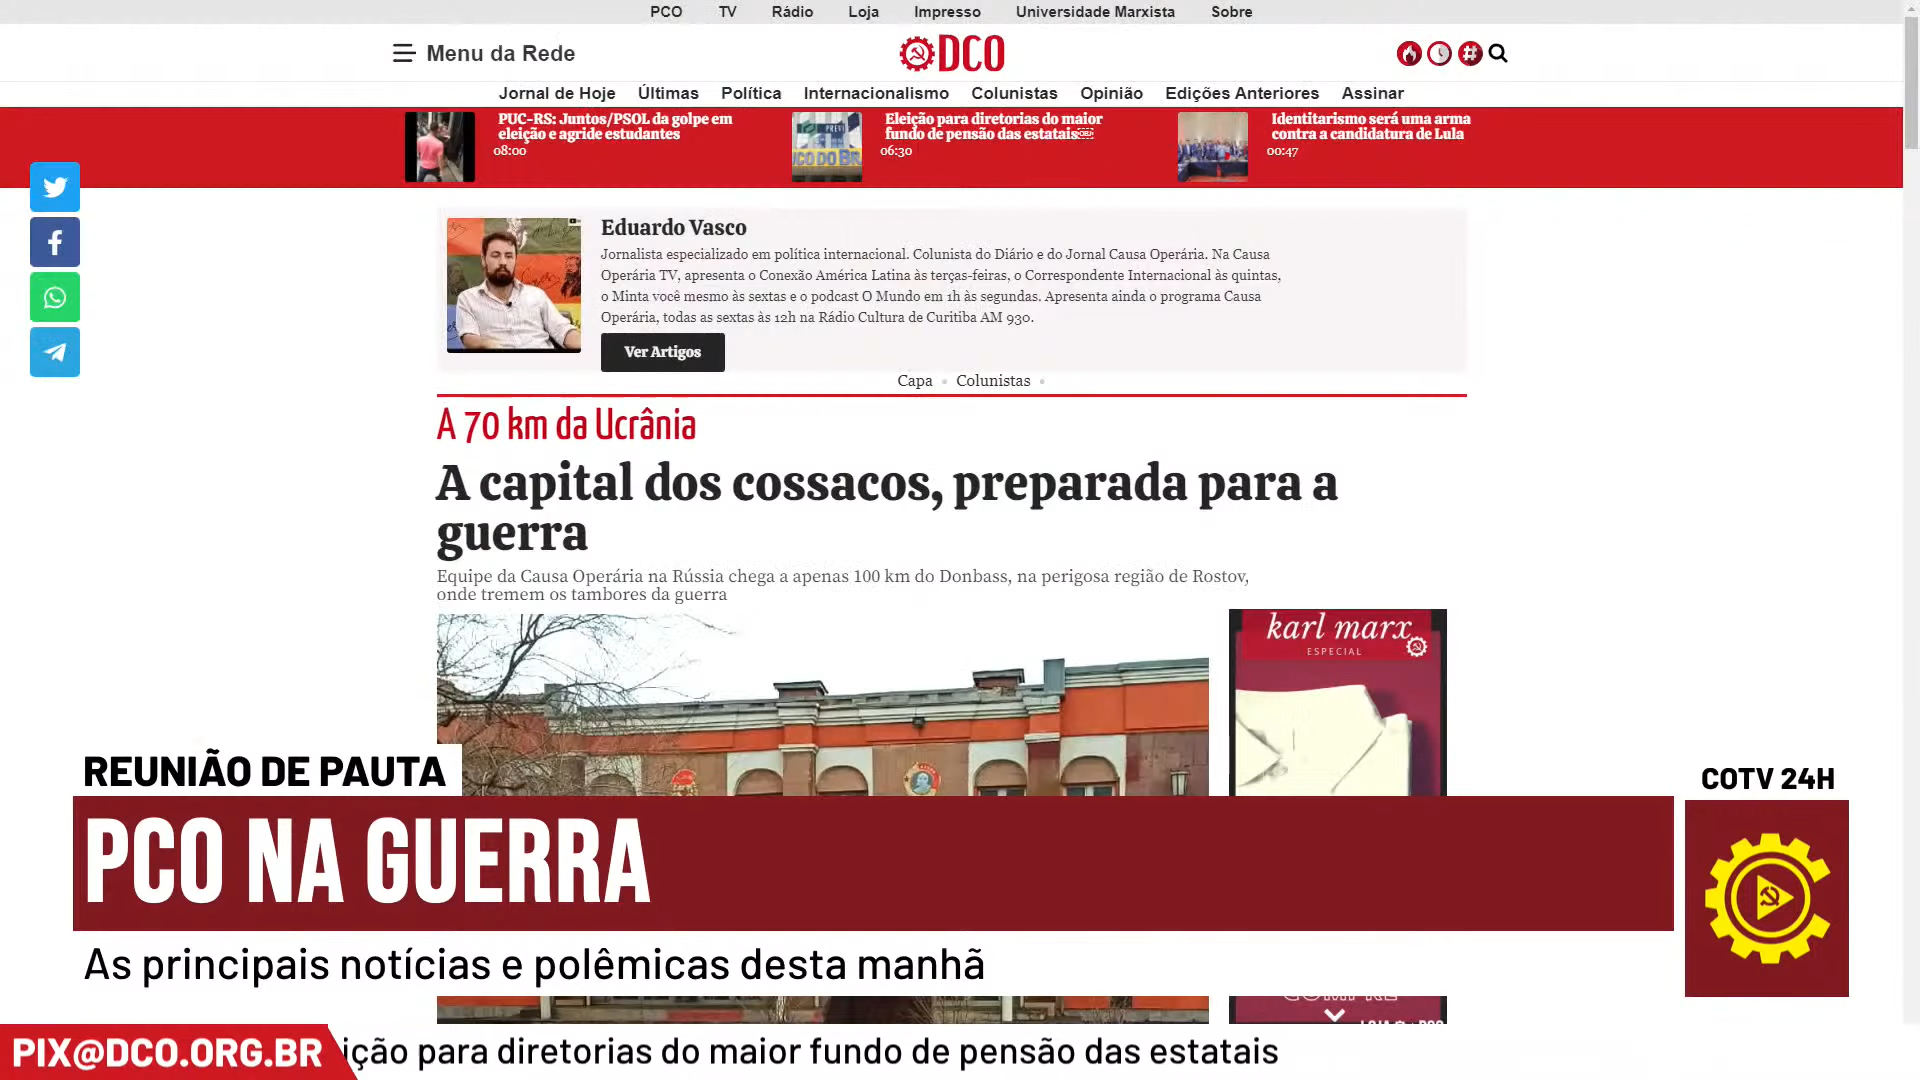 PCO TV Rádio Loja Impresso Universidade Marxista Sobre
Menu da Rede
DCO
Jornal de Hoje Últimas Política Internacionalismo Colunistas Opinião Edições Anteriores Assinar
PUC-RS: Juntos/PSOL da golpe em
eleição e agride estudantes
08:00
Eleição para diretorias do maior
fundo de pensão das estatais
06:30
Identitarismo será uma arma
contra a candidatura de Lula
00:47
Eduardo Vasco
Jornalista especializado em política internacional. Colunista do Diário e do Jornal Causa Operária. Na Causa
Operária TV, apresenta o Conexão América Latina às terças-feiras, o Correspondente Internacional às quintas,
o Minta você mesmo às sextas e o podcast O Mundo em 1h às segundas. Apresenta ainda o programa Causa
Operária, todas as sextas às 12h na Rádio Cultura de Curitiba AM 930.
Ver Artigos
Capa • Colunistas •
A 70 km da Ucrânia
A capital dos cossacos, preparada para a
guerra
Equipe da Causa Operária na Rússia chega a apenas 100 km do Donbass, na perigosa região de Rostov,
onde tremem os tambores da guerra
karl marx
ESPECIAL
REUNIÃO DE PAUTA
PCO NA GUERRA
As principais notícias e polêmicas desta manhã
COTV 24H
PIX@DCO.ORG.BR
ição para diretorias do maior fundo de pensão das estatais